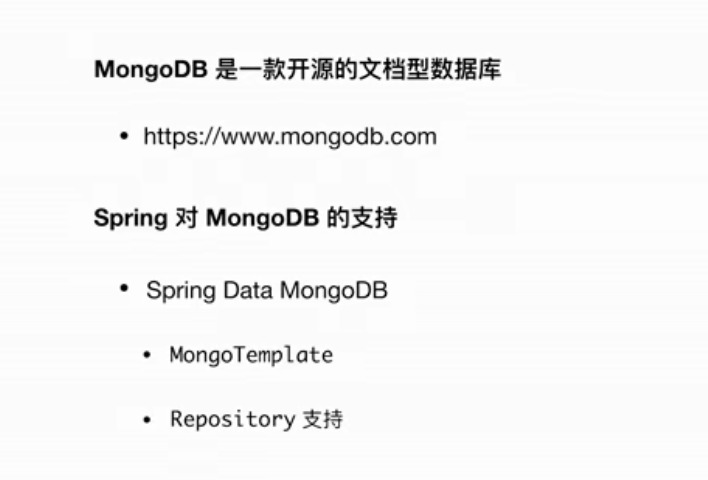 MongoDB 是一款开源的文档型数据库
• https://www.mongodb.com
Spring 对 MongoDB 的支持
• Spring Data MongoDB
• MongoTemplate
• Repository 支持